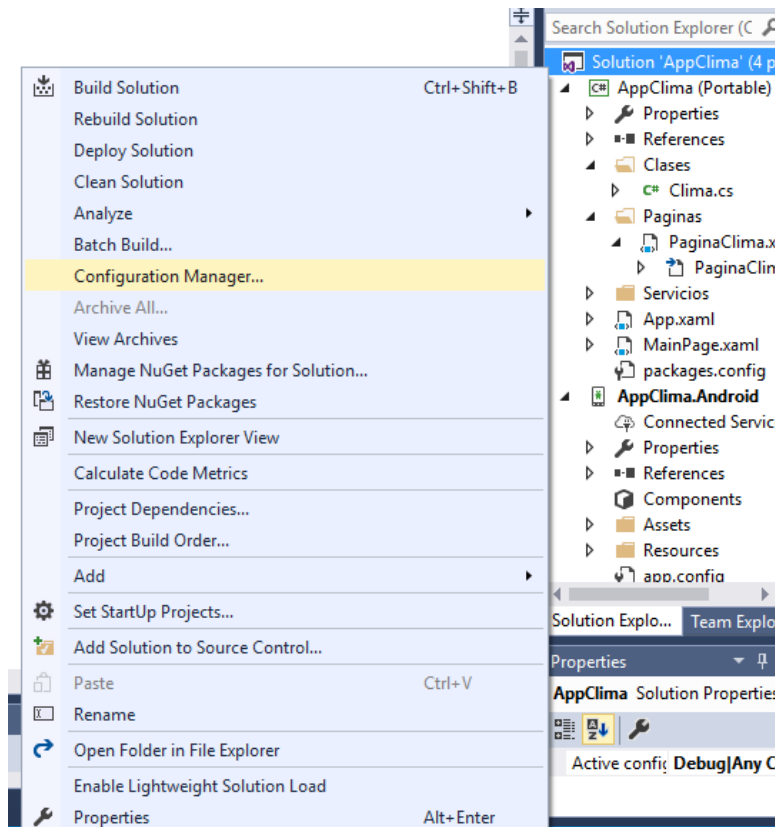 Build Solution Ctrl+Shift+B
Rebuild Solution
Deploy Solution
Clean Solution
Analyze
Batch Build...
Configuration Manager...
Archive All...
View Archives
Manage NuGet Packages for Solution...
Restore NuGet Packages
New Solution Explorer View
Calculate Code Metrics
Project Dependencies...
Project Build Order...
Add
Set StartUp Projects...
Add Solution to Source Control...
Paste Ctrl+V
Rename
Open Folder in File Explorer
Enable Lightweight Solution Load
Properties Alt+Enter
Search Solution Explorer (C
Solution 'AppClima' (4 p
C# AppClima (Portable)
Properties
References
Clases
C# Clima.cs
Paginas
PaginaClima.x
PaginaClim
Servicios
App.xaml
MainPage.xaml
packages.config
AppClima.Android
Connected Servic
Properties
References
Components
Assets
Resources
app.config
Solution Explo... Team Explo
Properties
AppClima Solution Properties
Active config Debug|Any C